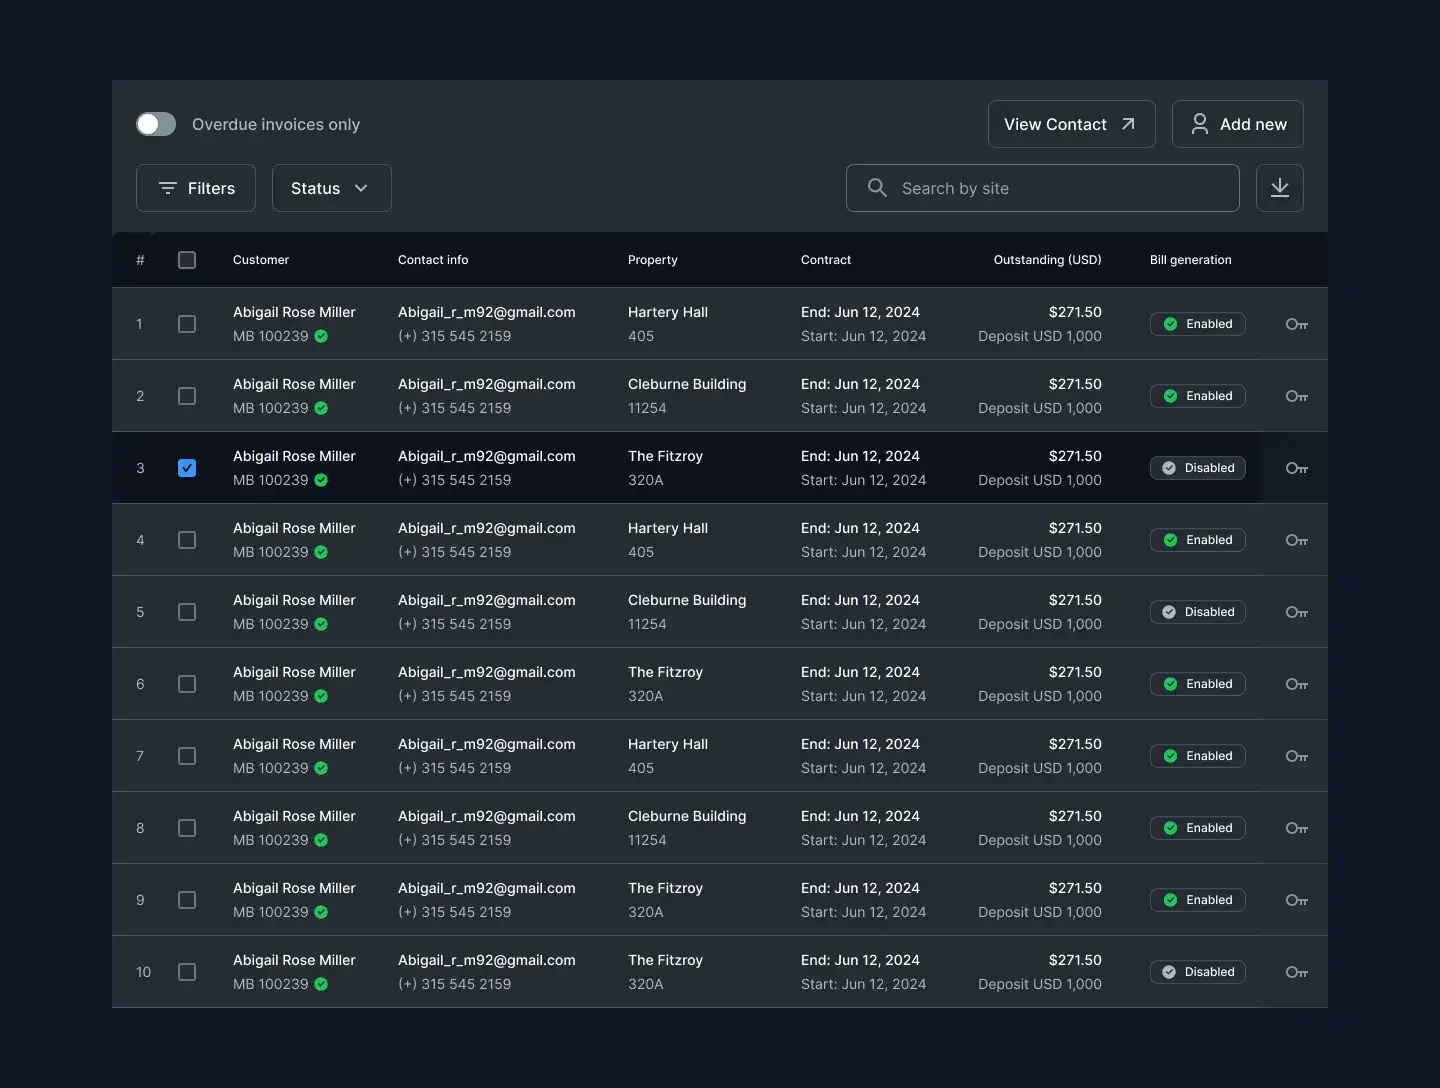 Overdue invoices only
View Contact
Add new
Filters
Status
Search by site
# Customer Contact info Property Contract Outstanding (USD) Bill generation
1 Abigail Rose Miller Abigail_r_m92@gmail.com Hartery Hall End: Jun 12, 2024 $271.50 Enabled
MB 100239 (+) 315 545 2159 405 Start: Jun 12, 2024 Deposit USD 1,000
2 Abigail Rose Miller Abigail_r_m92@gmail.com Cleburne Building End: Jun 12, 2024 $271.50 Enabled
MB 100239 (+) 315 545 2159 11254 Start: Jun 12, 2024 Deposit USD 1,000
3 Abigail Rose Miller Abigail_r_m92@gmail.com The Fitzroy End: Jun 12, 2024 $271.50 Disabled
MB 100239 (+) 315 545 2159 320A Start: Jun 12, 2024 Deposit USD 1,000
4 Abigail Rose Miller Abigail_r_m92@gmail.com Hartery Hall End: Jun 12, 2024 $271.50 Enabled
MB 100239 (+) 315 545 2159 405 Start: Jun 12, 2024 Deposit USD 1,000
5 Abigail Rose Miller Abigail_r_m92@gmail.com Cleburne Building End: Jun 12, 2024 $271.50 Disabled
MB 100239 (+) 315 545 2159 11254 Start: Jun 12, 2024 Deposit USD 1,000
6 Abigail Rose Miller Abigail_r_m92@gmail.com The Fitzroy End: Jun 12, 2024 $271.50 Enabled
MB 100239 (+) 315 545 2159 320A Start: Jun 12, 2024 Deposit USD 1,000
7 Abigail Rose Miller Abigail_r_m92@gmail.com Hartery Hall End: Jun 12, 2024 $271.50 Enabled
MB 100239 (+) 315 545 2159 405 Start: Jun 12, 2024 Deposit USD 1,000
8 Abigail Rose Miller Abigail_r_m92@gmail.com Cleburne Building End: Jun 12, 2024 $271.50 Enabled
MB 100239 (+) 315 545 2159 11254 Start: Jun 12, 2024 Deposit USD 1,000
9 Abigail Rose Miller Abigail_r_m92@gmail.com The Fitzroy End: Jun 12, 2024 $271.50 Enabled
MB 100239 (+) 315 545 2159 320A Start: Jun 12, 2024 Deposit USD 1,000
10 Abigail Rose Miller Abigail_r_m92@gmail.com The Fitzroy End: Jun 12, 2024 $271.50 Disabled
MB 100239 (+) 315 545 2159 320A Start: Jun 12, 2024 Deposit USD 1,000